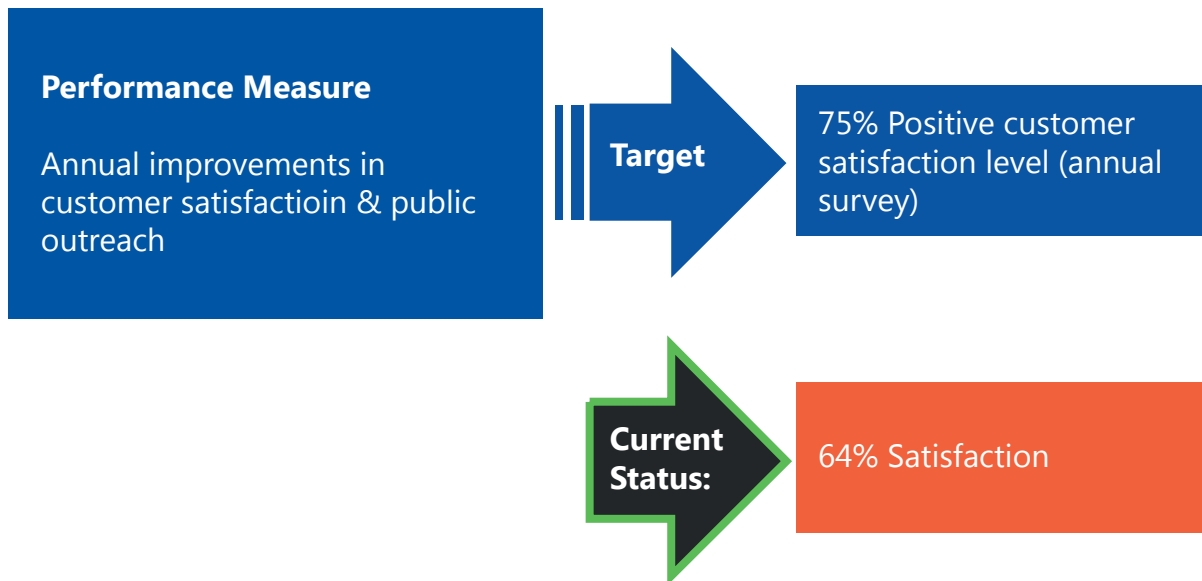 Performance Measure
Annual improvements in
customer satisfactioin & public
outreach
Target
75% Positive customer
satisfaction level (annual
survey)
Current
Status:
64% Satisfaction